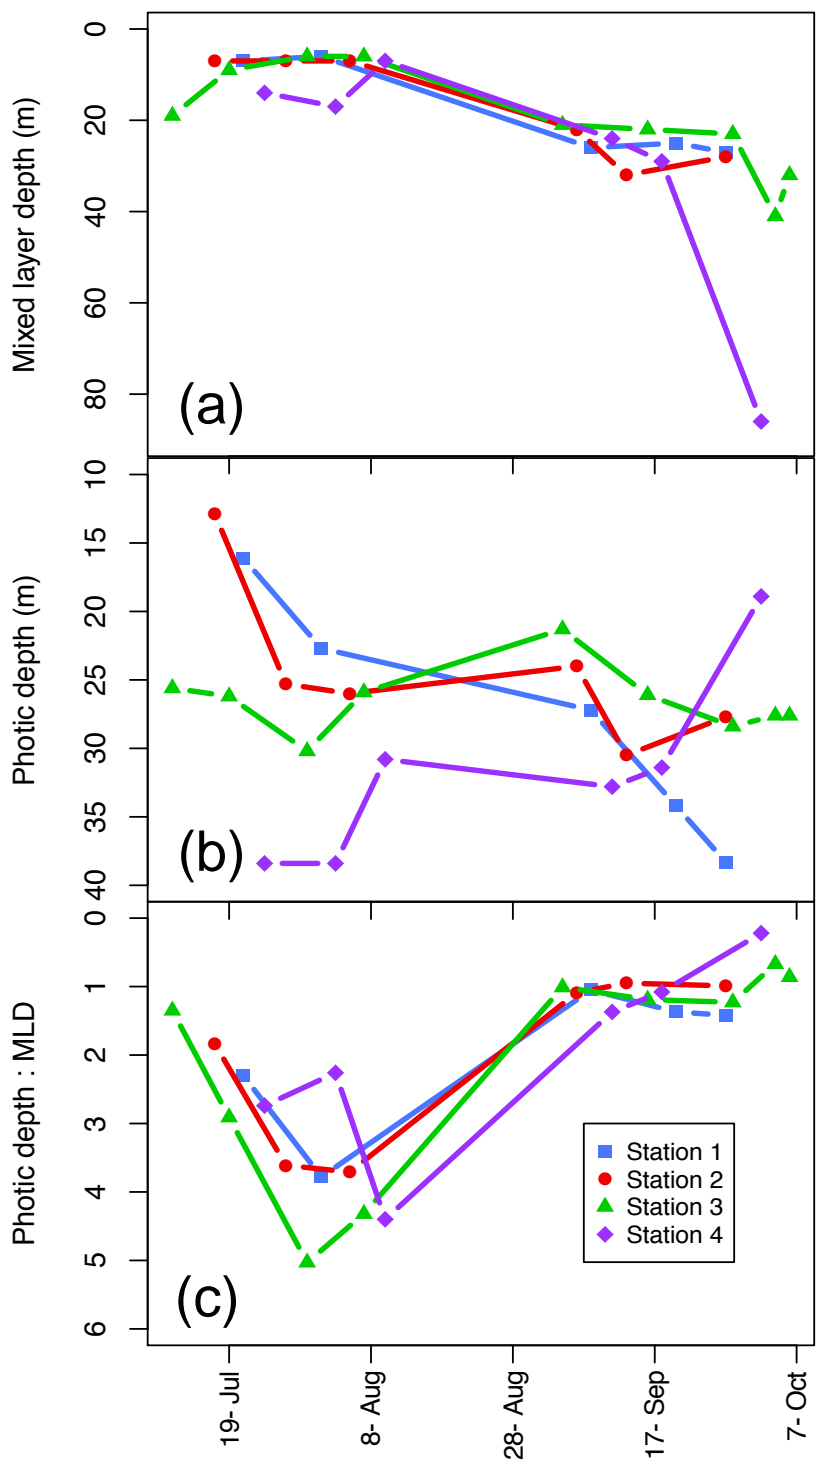 Mixed layer depth (m)
0
20
40
60
80
(a)
Photic depth (m)
10
15
20
25
30
35
40
(b)
Photic depth : MLD
0
1
2
3
4
5
6
(c)
Station 1
Station 2
Station 3
Station 4
19- Jul
8- Aug
28- Aug
17- Sep
7- Oct